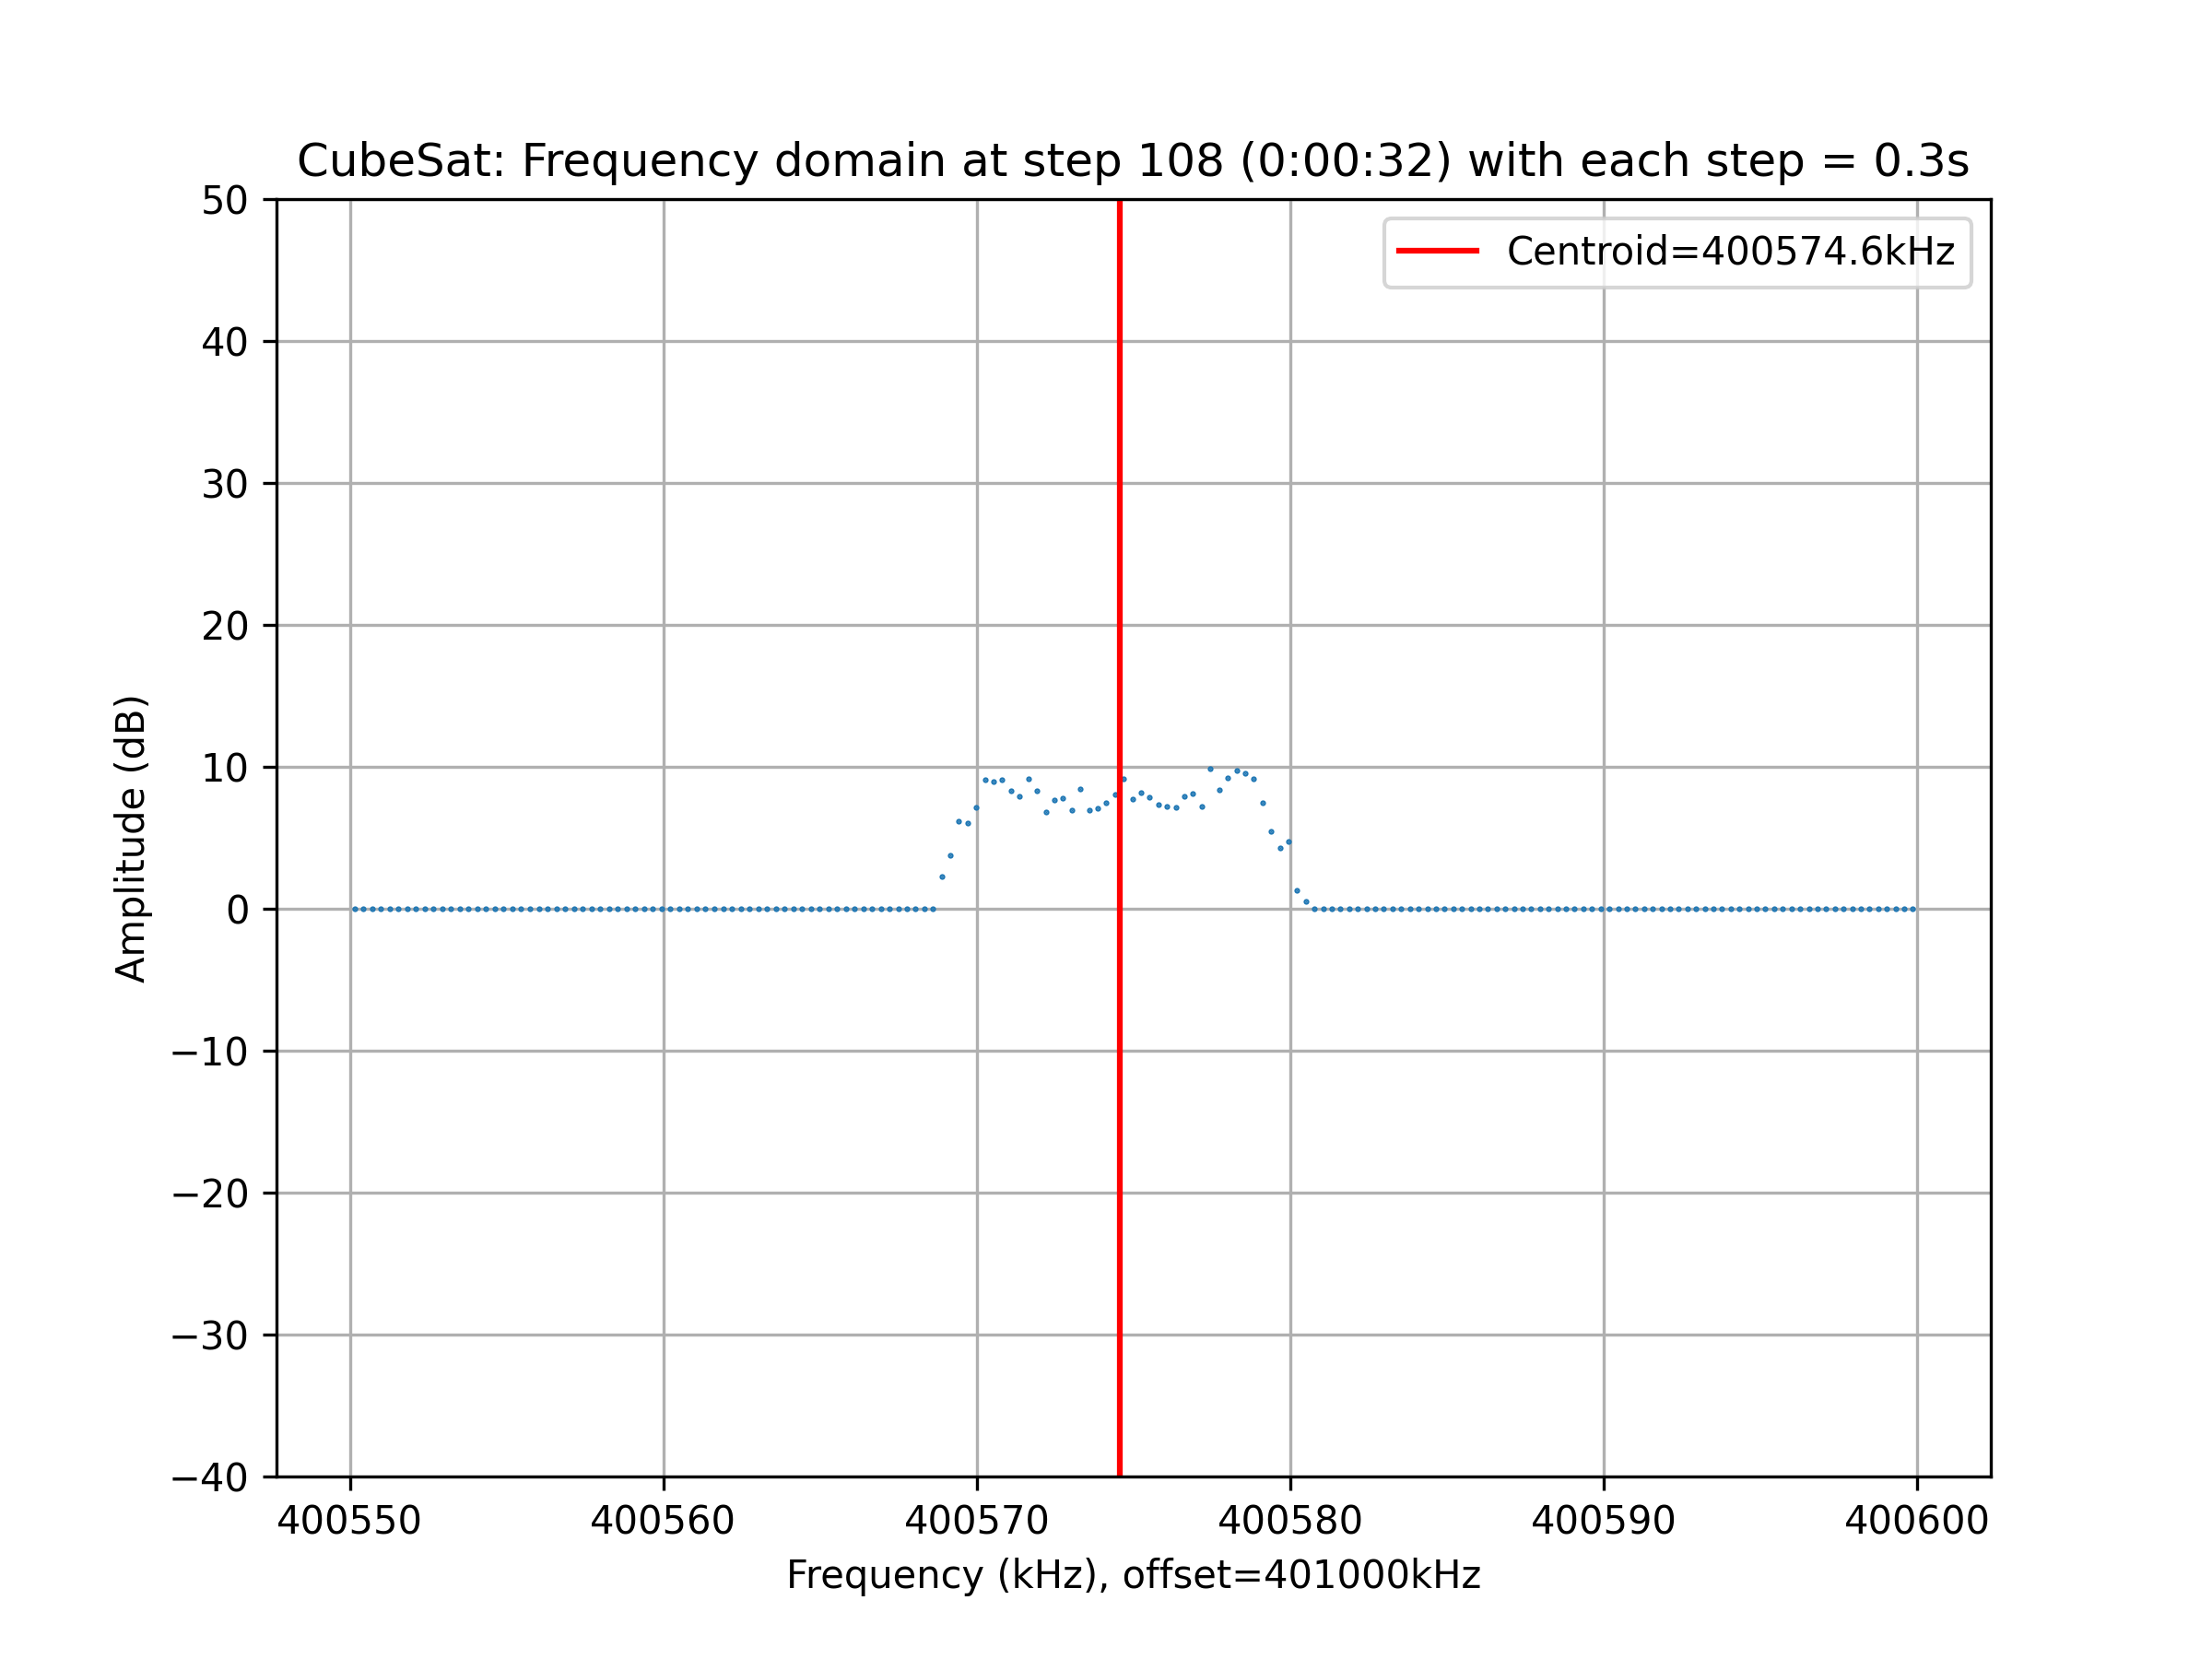 CubeSat: Frequency domain at step 108 (0:00:32) with each step = 0.3s
Centroid=400574.6kHz
50
40
30
20
10
0
−10
−20
−30
−40
Amplitude (dB)
400550 400560 400570 400580 400590 400600
Frequency (kHz), offset=401000kHz